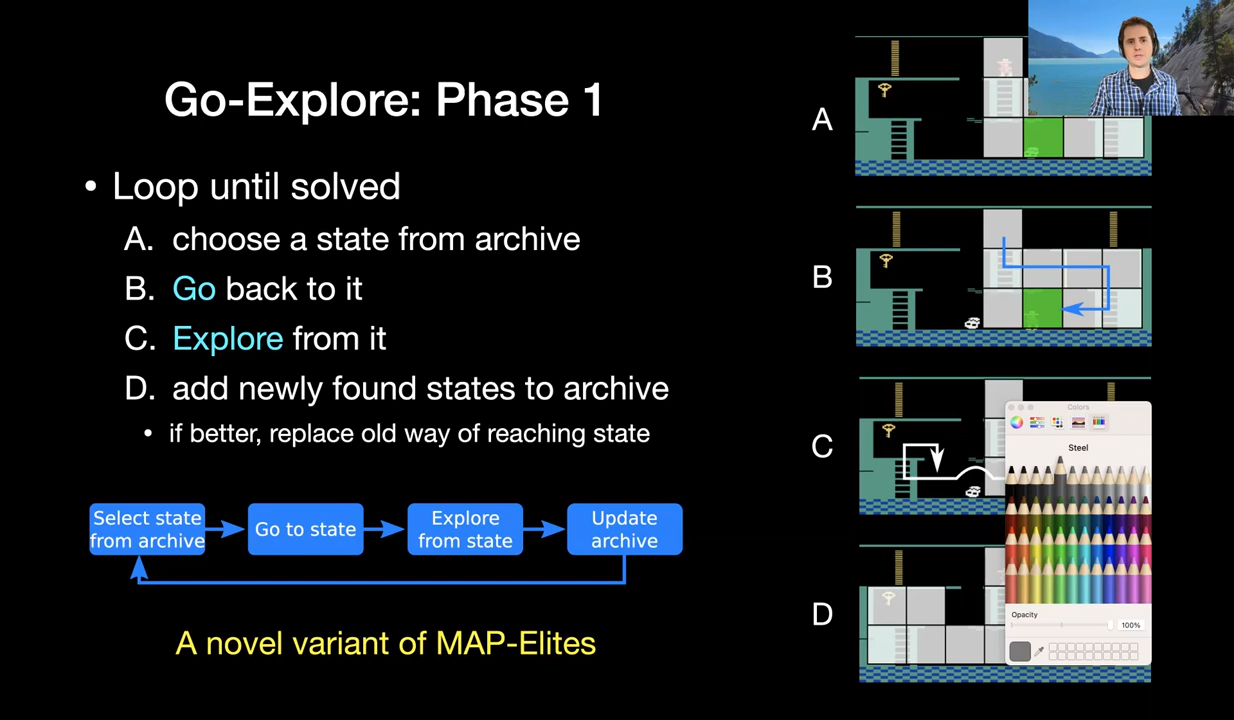 Go-Explore: Phase 1
• Loop until solved
A. choose a state from archive
B. Go back to it
C. Explore from it
D. add newly found states to archive
• if better, replace old way of reaching state
Select state
from archive
Go to state
Explore
from state
Update
archive
A novel variant of MAP-Elites
A
B
C
D
Colors
Steel
Opacity
100%